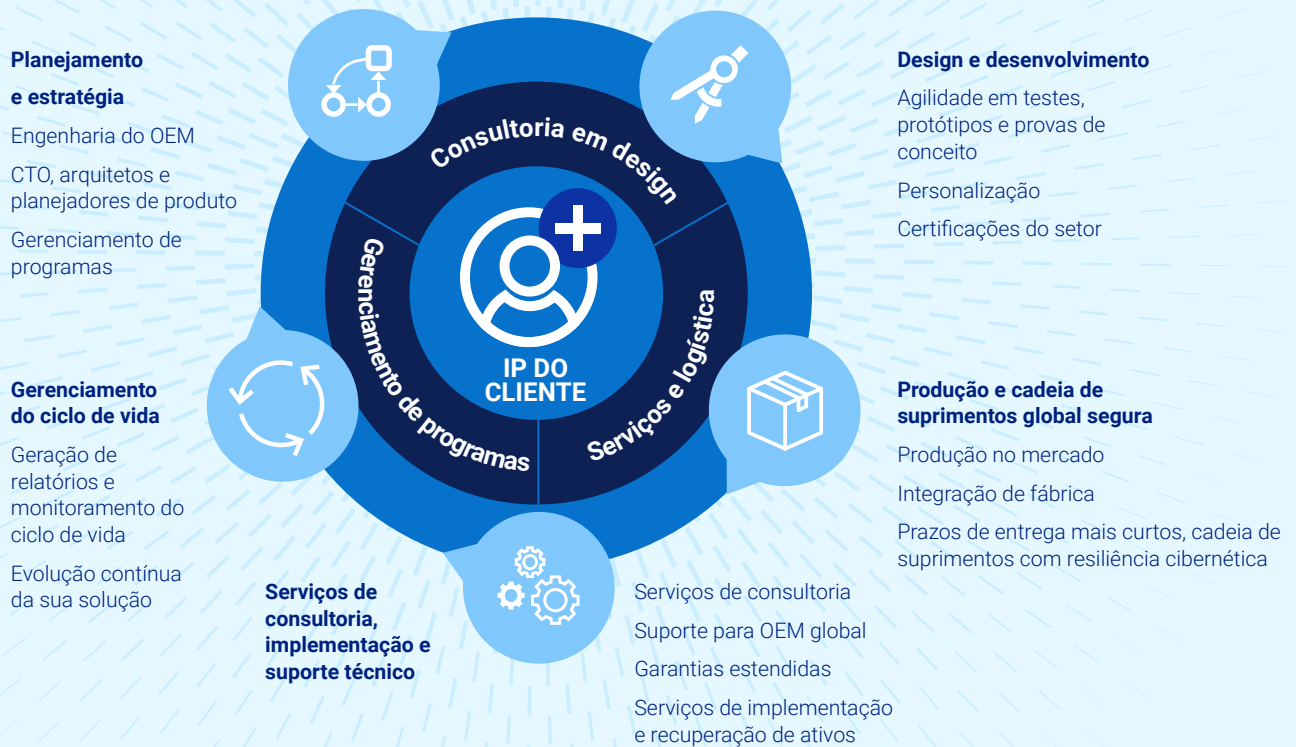 Planejamento
e estratégia
Engenharia do OEM
CTO, arquitetos e
planejadores de produto
Gerenciamento de
programas
Design e desenvolvimento
Agilidade em testes,
protótipos e provas de
conceito
Personalização
Certificações do setor
Consultoria em design
Gerenciamento de programas
Serviços e logística
IP DO
CLIENTE
Gerenciamento
do ciclo de vida
Geração de
relatórios e
monitoramento do
ciclo de vida
Evolução contínua
da sua solução
Produção e cadeia de
suprimentos global segura
Produção no mercado
Integração de fábrica
Prazos de entrega mais curtos, cadeia de
suprimentos com resiliência cibernética
Serviços de
consultoria,
implementação e
suporte técnico
Serviços de consultoria
Suporte para OEM global
Garantias estendidas
Serviços de implementação
e recuperação de ativos